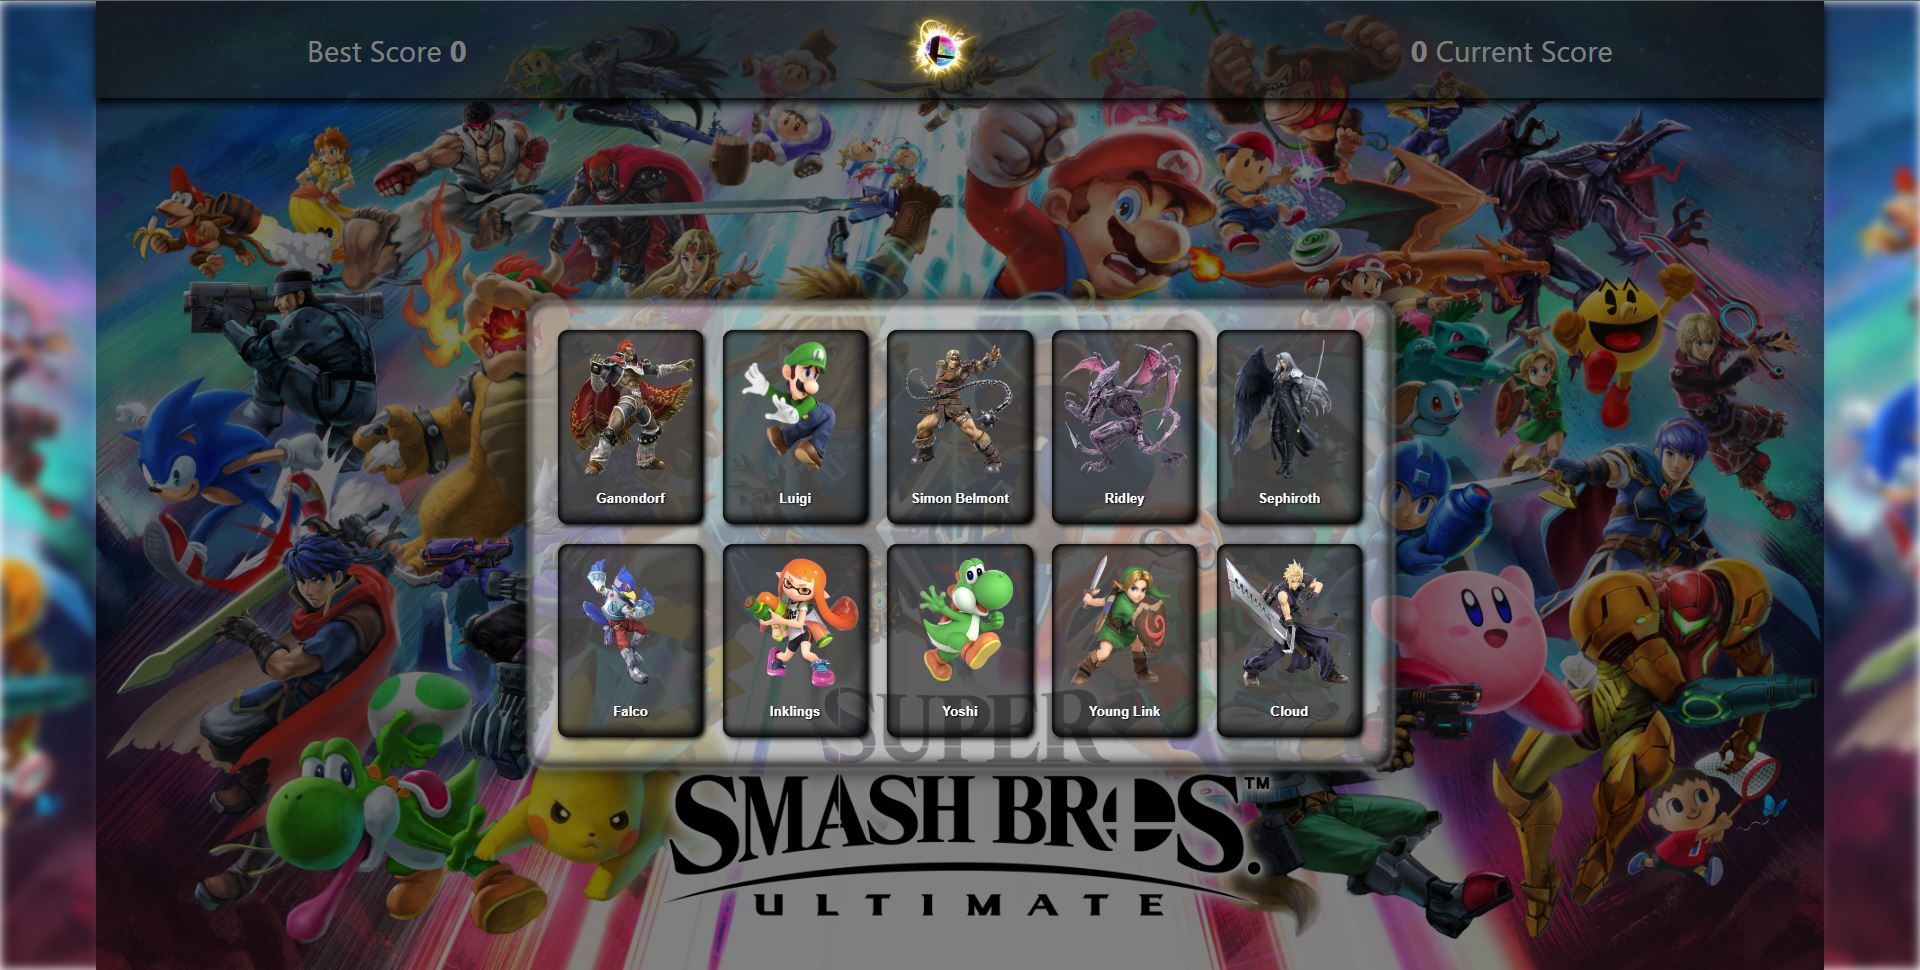 Best Score 0
0 Current Score
Ganondorf
Luigi
Simon Belmont
Ridley
Sephiroth
Falco
Inklings
Yoshi
Young Link
Cloud
SUPER
SMASH BROS.™
ULTIMATE